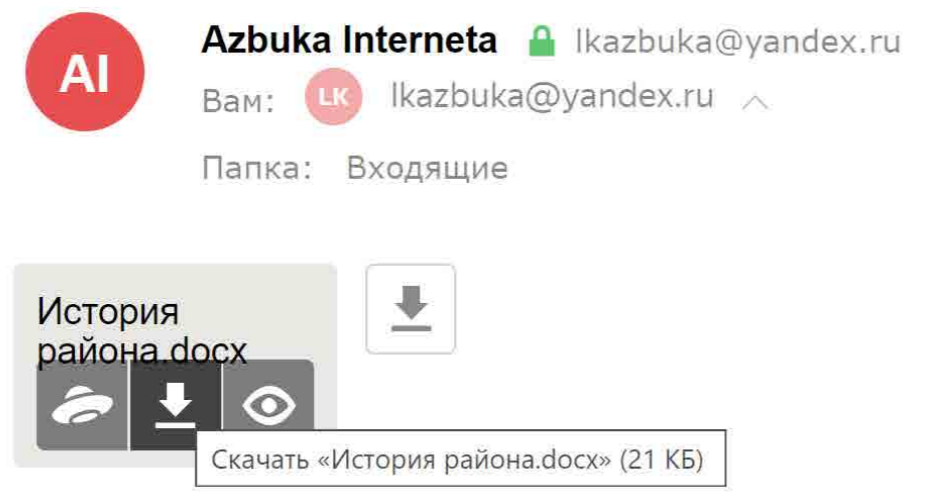 AI
Azbuka Interneta lkazbuka@yandex.ru
Вам: LK lkazbuka@yandex.ru
Папка: Входящие
История
района.docx
Скачать «История района.docx» (21 КБ)